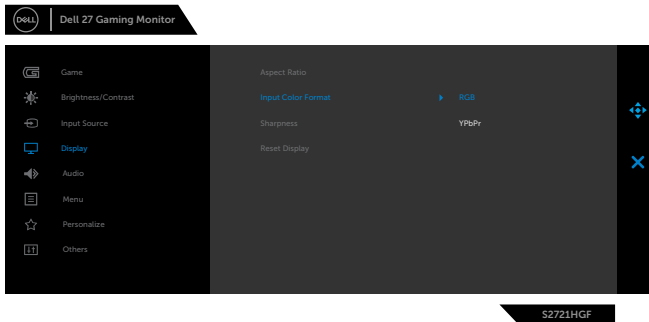 DELL
Dell 27 Gaming Monitor
Game
Aspect Ratio
Brightness/Contrast
Input Color Format
RGB
Input Source
Sharpness
YPbPr
Display
Reset Display
Audio
Menu
Personalize
Others
S2721HGF